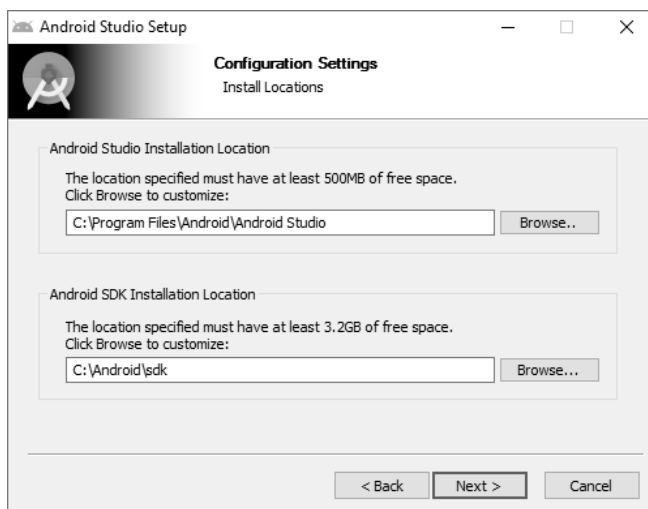 Android Studio Setup
Configuration Settings
Install Locations
Android Studio Installation Location
The location specified must have at least 500MB of free space.
Click Browse to customize:
C:\Program Files\Android\Android Studio
Browse..
Android SDK Installation Location
The location specified must have at least 3.2GB of free space.
Click Browse to customize:
C:\Android\sdk
Browse...
< Back
Next >
Cancel